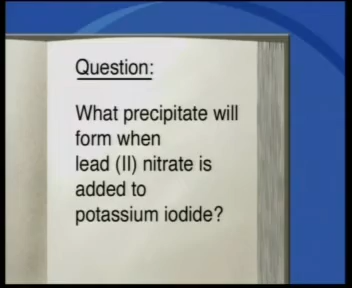 Question:
What precipitate will
form when
lead (II) nitrate is
added to
potassium iodide?